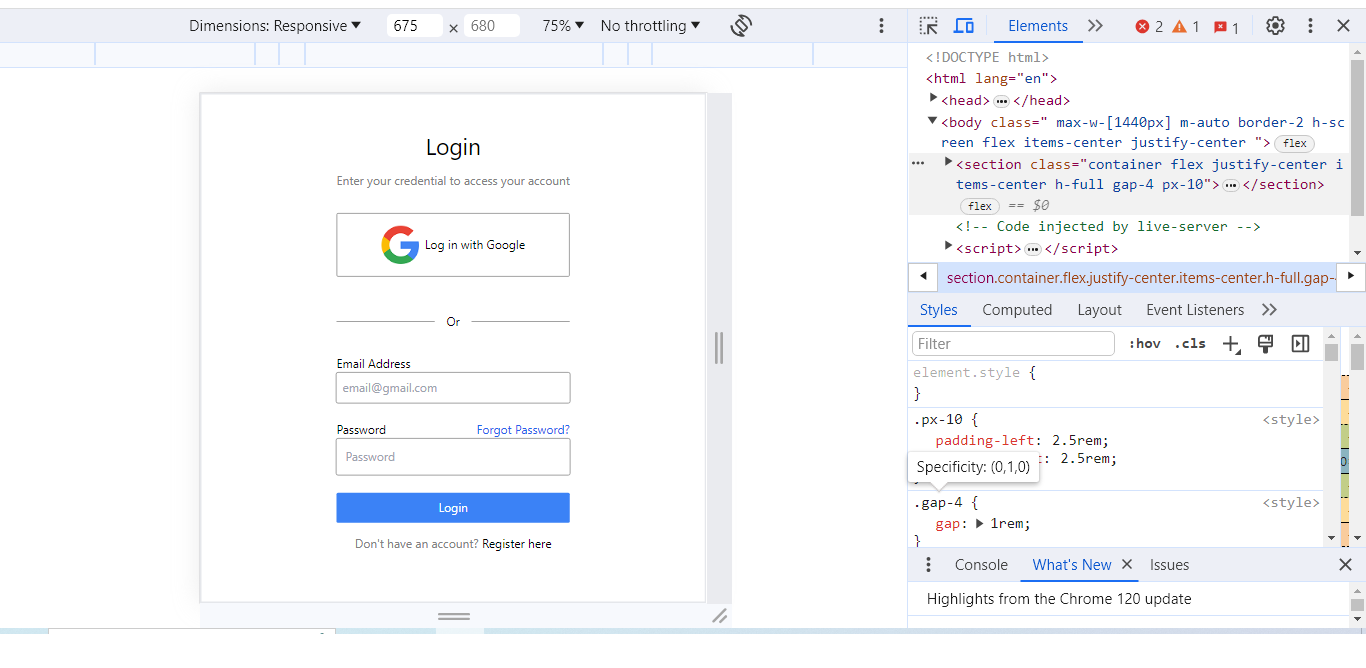 Dimensions: Responsive 675 × 680 75% No throttling
Elements 2 1 1
Login
Enter your credential to access your account
Log in with Google
Or
Email Address
email@gmail.com
Password Forgot Password?
Password
Login
Don't have an account? Register here
<!DOCTYPE html>
<html lang="en">
<head> ••• </head>
<body class=" max-w-[1440px] m-auto border-2 h-sc
reen flex items-center justify-center "> flex
••• <section class="container flex justify-center i
tems-center h-full gap-4 px-10"> ••• </section>
flex == $0
<!-- Code injected by live-server -->
<script> ••• </script>
section.container.flex.justify-center.items-center.h-full.gap-
Styles Computed Layout Event Listeners
Filter :hov .cls
element.style {
}
.px-10 { <style>
padding-left: 2.5rem;
t: 2.5rem;
Specificity: (0,1,0)
.gap-4 { <style>
gap: 1rem;
}
Console What's New Issues
Highlights from the Chrome 120 update